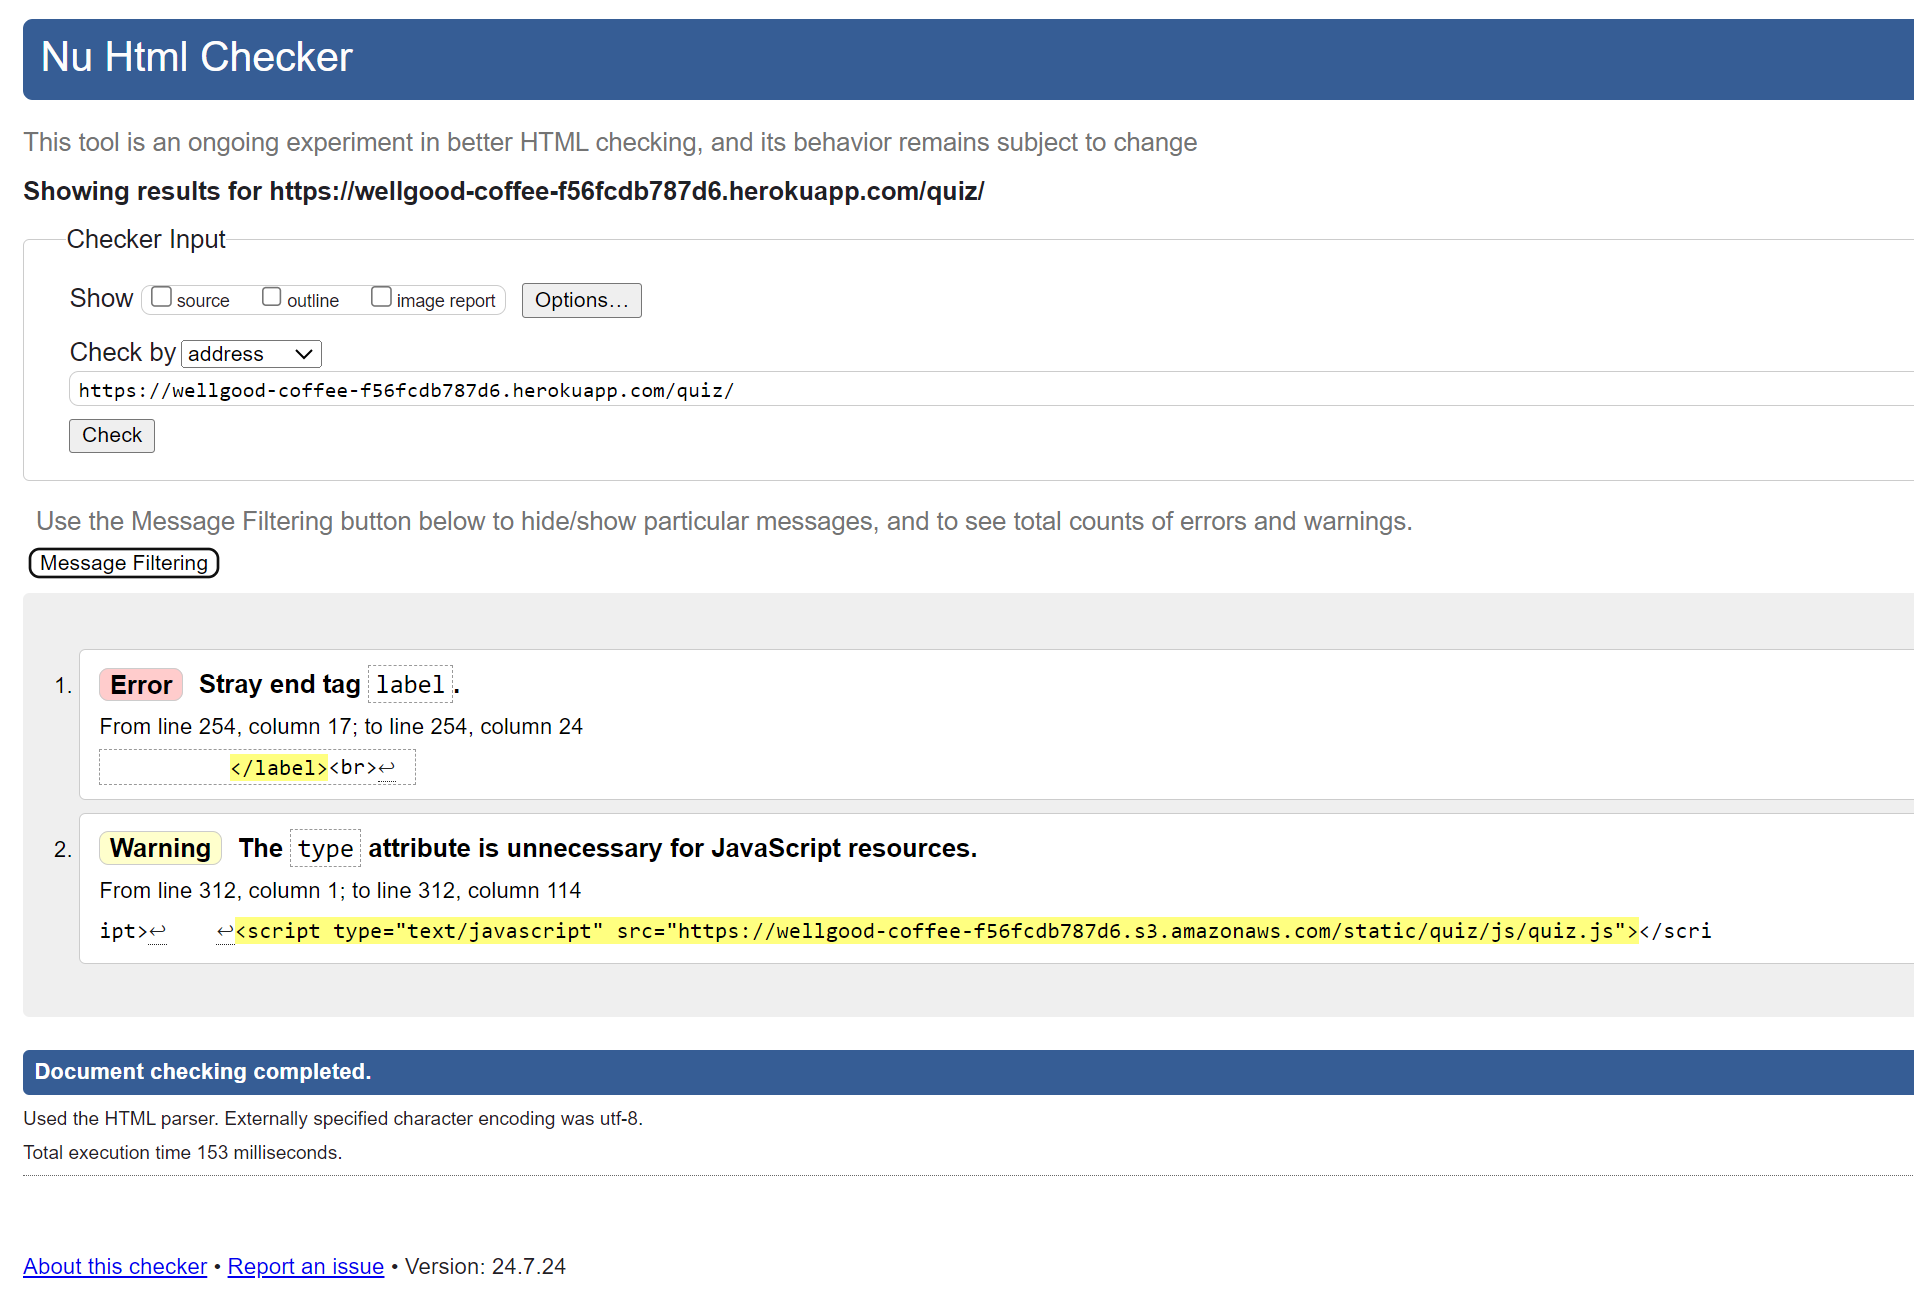 Nu Html Checker
This tool is an ongoing experiment in better HTML checking, and its behavior remains subject to change
Showing results for https://wellgood-coffee-f56fcdb787d6.herokuapp.com/quiz/
Checker Input
Show source outline image report Options…
Check by address
https://wellgood-coffee-f56fcdb787d6.herokuapp.com/quiz/
Check
Use the Message Filtering button below to hide/show particular messages, and to see total counts of errors and warnings.
Message Filtering
1. Error Stray end tag label.
From line 254, column 17; to line 254, column 24
</label><br>↩
2. Warning The type attribute is unnecessary for JavaScript resources.
From line 312, column 1; to line 312, column 114
ipt>↩ ↩<script type="text/javascript" src="https://wellgood-coffee-f56fcdb787d6.s3.amazonaws.com/static/quiz/js/quiz.js"></scri
Document checking completed.
Used the HTML parser. Externally specified character encoding was utf-8.
Total execution time 153 milliseconds.
About this checker • Report an issue • Version: 24.7.24